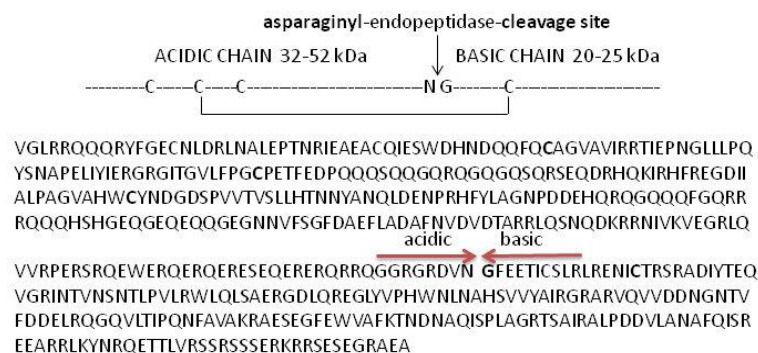 asparaginyl-endopeptidase-cleavage site
ACIDIC CHAIN 32-52 kDa BASIC CHAIN 20-25 kDa
---------C------C------C----------------------------N G---------C-----------------------
VGLRRQQQRYFGECNLDRLNALEPTNRIEAEACQIESWDHNDQQFQCAGVAVIRRTIEPNGLLLPQ
YSNAPELIYIERGRGITGVLFPGCPETFEDPQQQSQQGQRQGQGQSQRSEQDRHQKIRHFREGDII
ALPAGVAHWCYNDGDSPVVTVSLLHTNNYANQLDENPRHFYLAGNPDDEHQRQGQQQFGQRR
RQQQHSHGEQGEQEQQGEGNNVFSGFDAEFLADAFNVDVDTARRLQSNQDKRRNIVKVEGRLQ
acidic basic
VVRPERSRQEWERQERQERESEQERERQRRQGGRGRDVN GFEETICSLRLRENICTRSRADIYTEQ
VGRINTVNSNTLPVLRWLQLSAERGDLQREGLYVPHWNLNAHSVVYAIRGRARVQVVDDNGNTV
FDDELRQGQVLTIPQNFAVAKRAESEGFEWVAFKTNDNAQISPLAGRTSAIRALPDDVLANAFQISR
EEARRLKYNRQETTLVRSSRSSSERKRRSESEGRAEA